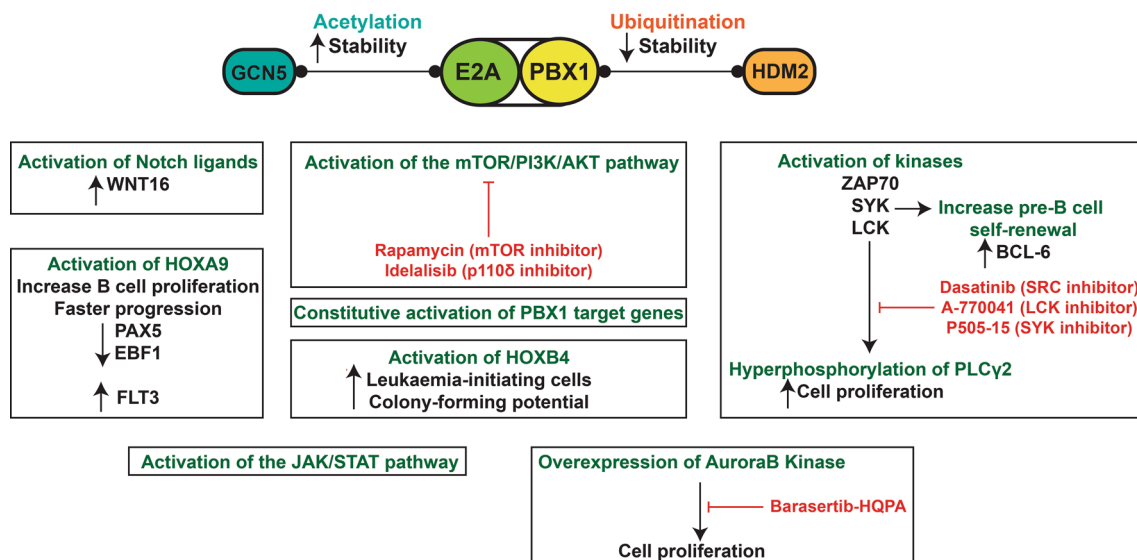 Acetylation
Stability
Ubiquitination
Stability
GCN5
E2A
PBX1
HDM2
Activation of Notch ligands
WNT16
Activation of HOXA9
Increase B cell proliferation
Faster progression
PAX5
EBF1
FLT3
Activation of the mTOR/PI3K/AKT pathway
Rapamycin (mTOR inhibitor)
Idelalisib (p110δ inhibitor)
Constitutive activation of PBX1 target genes
Activation of HOXB4
Leukaemia-initiating cells
Colony-forming potential
Activation of kinases
ZAP70
SYK
LCK
Increase pre-B cell
self-renewal
BCL-6
Dasatinib (SRC inhibitor)
A-770041 (LCK inhibitor)
P505-15 (SYK inhibitor)
Hyperphosphorylation of PLCγ2
Cell proliferation
Activation of the JAK/STAT pathway
Overexpression of AuroraB Kinase
Barasertib-HQPA
Cell proliferation